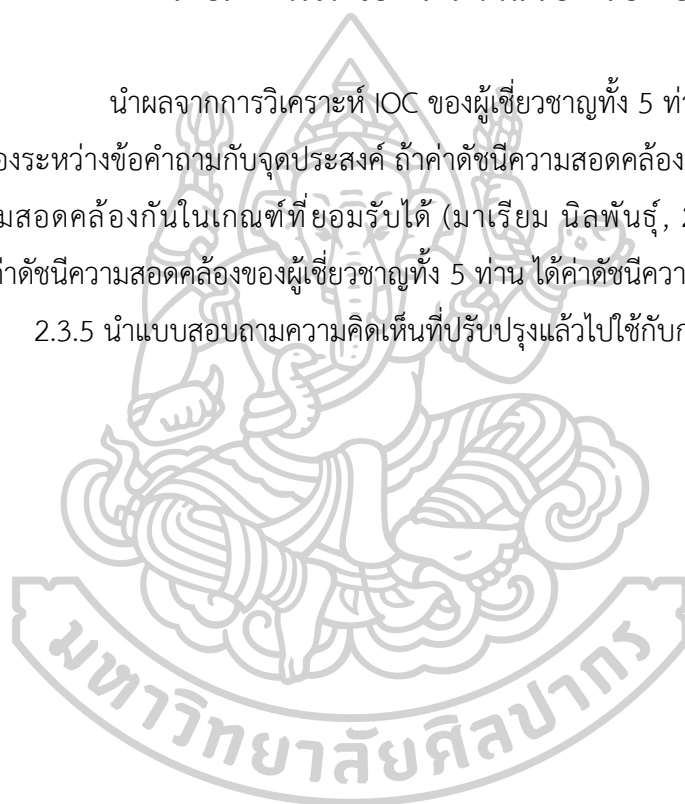 นำผลจากการวิเคราะห์ IOC ของผู้เชี่ยวชาญทั้ง 5 ท่
องระหว่างข้อคำถามกับจุดประสงค์ ถ้าค่าดัชนีความสอดคล้อง
มสอดคล้องกันในเกณฑ์ที่ยอมรับได้ (มาเรียม นิลพันธุ์,
ค่าดัชนีความสอดคล้องของผู้เชี่ยวชาญทั้ง 5 ท่าน ได้ค่าดัชนีความ
2.3.5 นำแบบสอบถามความคิดเห็นที่ปรับปรุงแล้วไปใช้กับก
มหาวิทยาลัยศิลปากร